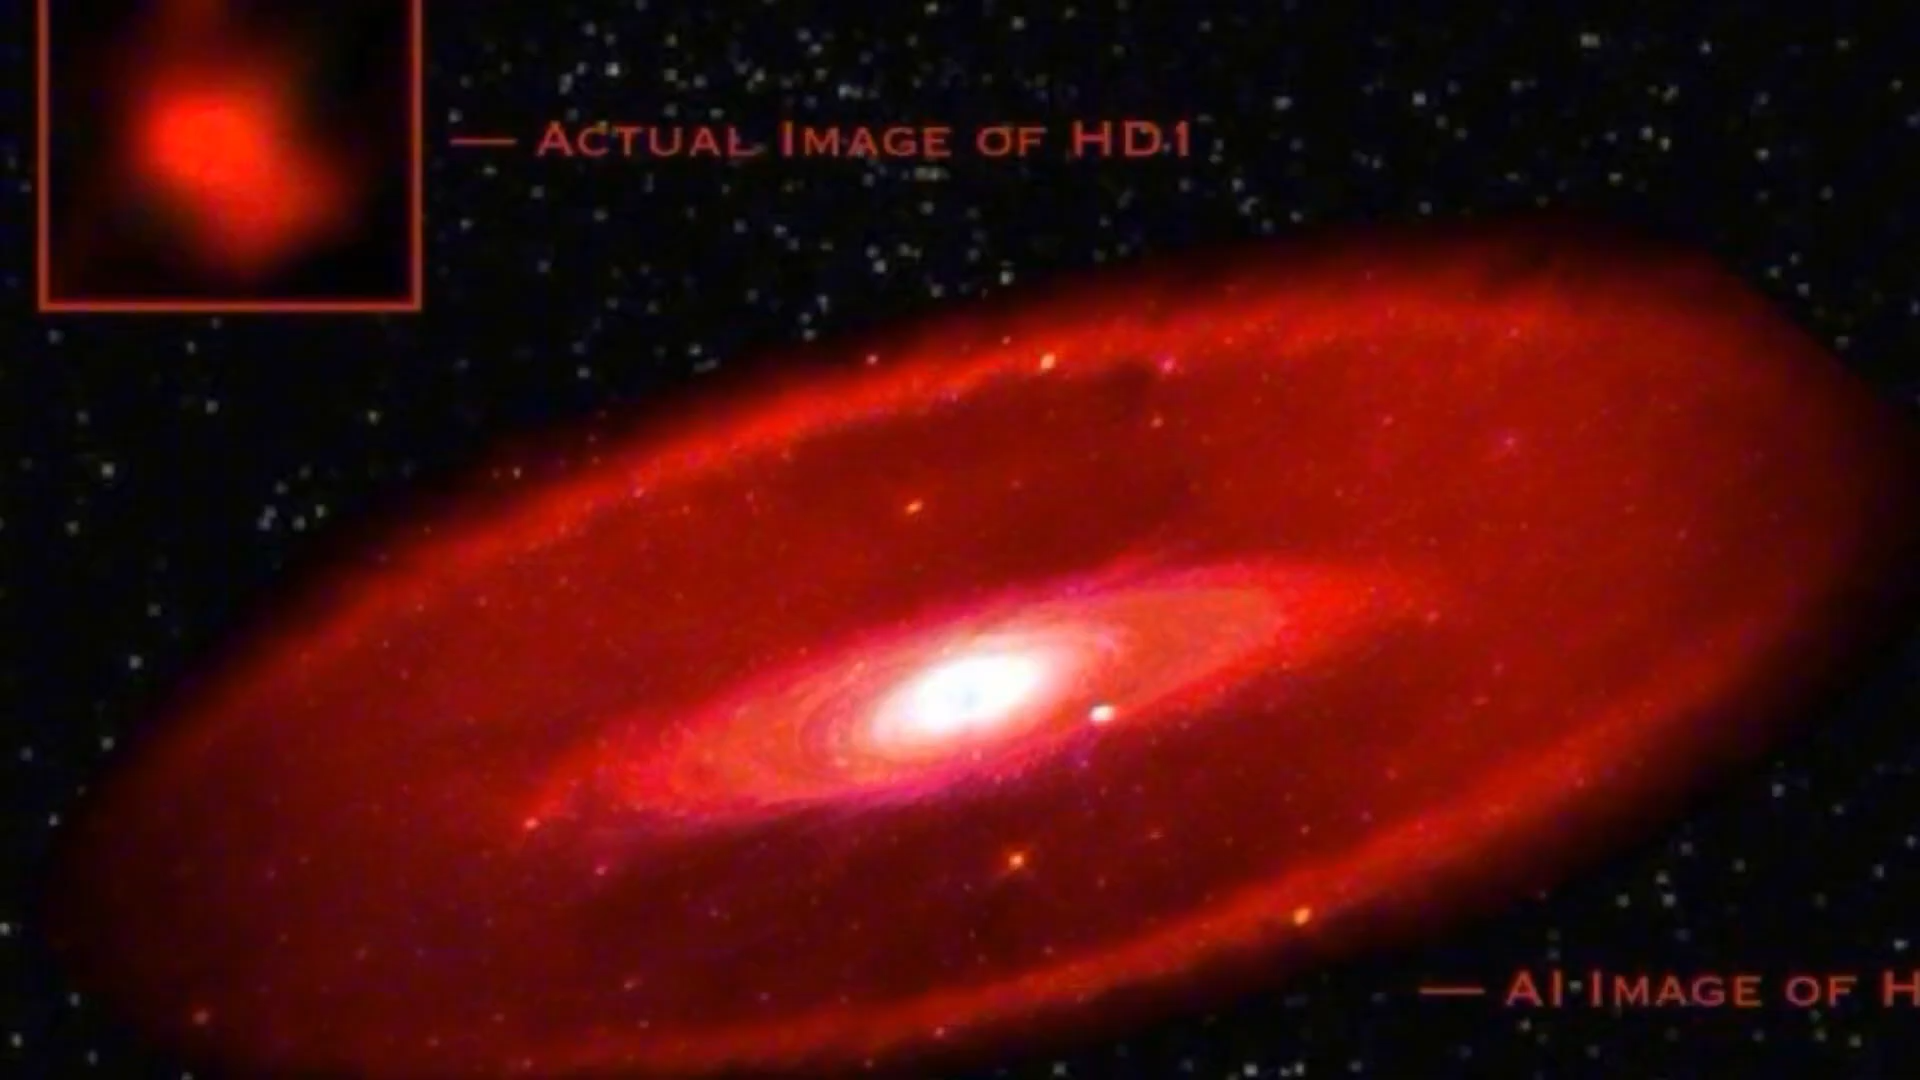 — ACTUAL IMAGE OF HD1
— AI IMAGE OF H